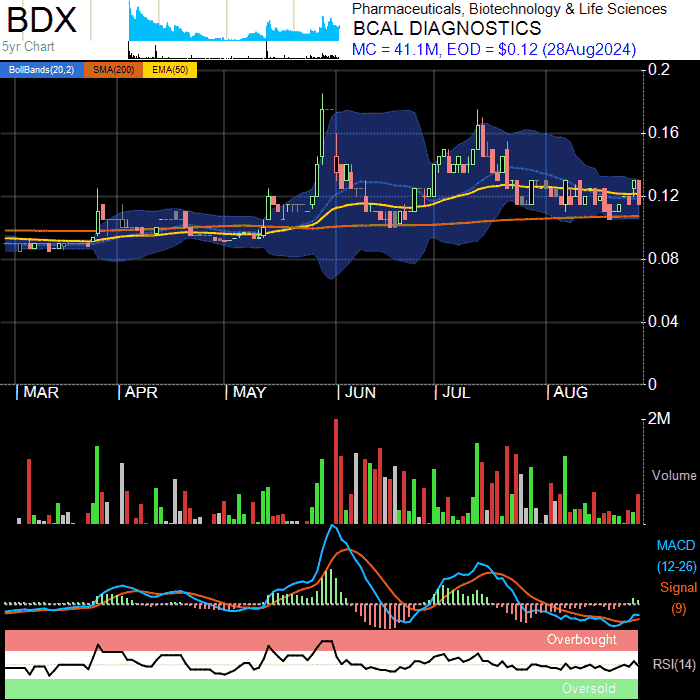 BDX
5yr Chart
Pharmaceuticals, Biotechnology & Life Sciences
BCAL DIAGNOSTICS
MC = 41.1M, EOD = $0.12 (28Aug2024)
BollBands(20,2) SMA(200) EMA(50)
0.2
0.16
0.12
0.08
0.04
0
MAR APR MAY JUN JUL AUG
2M
Volume
MACD
(12-26)
Signal
(9)
Overbought
RSI(14)
Oversold